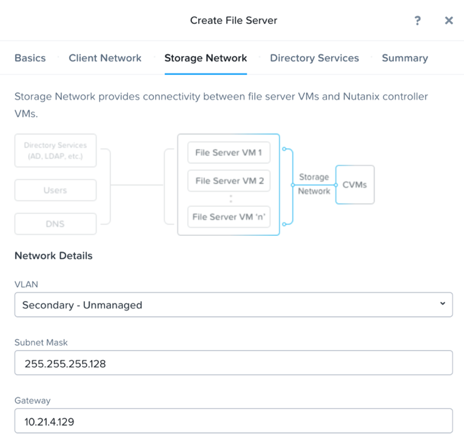 Create File Server
?
×
Basics
Client Network
Storage Network
Directory Services
Summary
Storage Network provides connectivity between file server VMs and Nutanix controller
VMs.
Directory Services
(AD, LDAP, etc.)
Users
DNS
File Server VM 1
File Server VM 2
:
File Server VM 'n'
Storage
Network
CVMs
Network Details
VLAN
Secondary - Unmanaged
Subnet Mask
255.255.255.128
Gateway
10.21.4.129